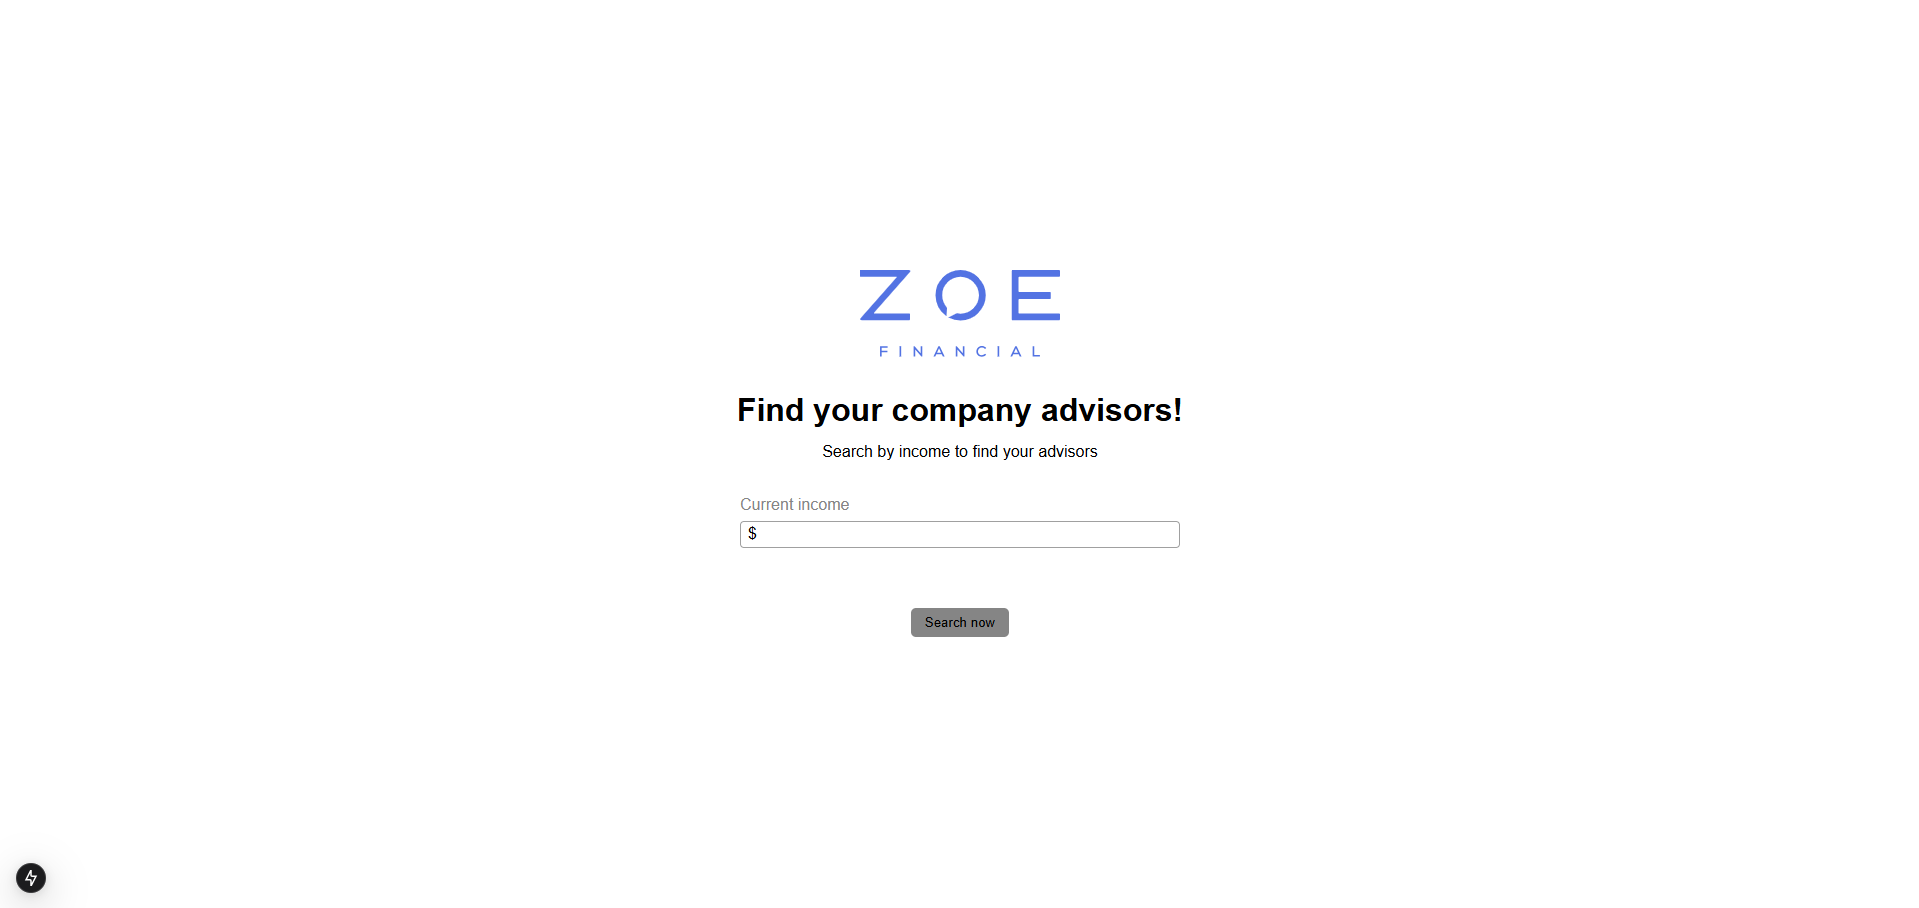 ZOE
FINANCIAL
Find your company advisors!
Search by income to find your advisors
Current income
$
Search now